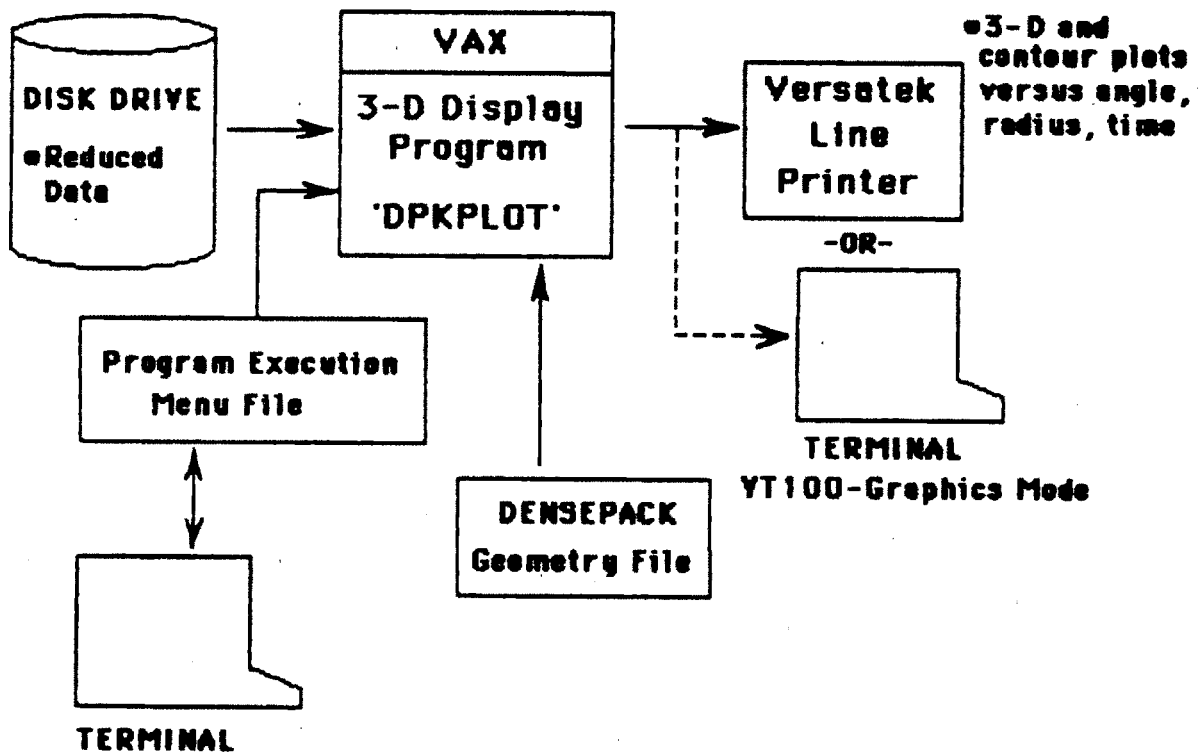 DISK DRIVE
•Reduced
Data
VAX
3-D Display
Program
'DPKPLOT'
Versatek
Line
Printer
•3-D and
contour plots
versus angle,
radius, time
-OR-
TERMINAL
VT100-Graphics Mode
Program Execution
Menu File
DENSEPACK
Geometry File
TERMINAL